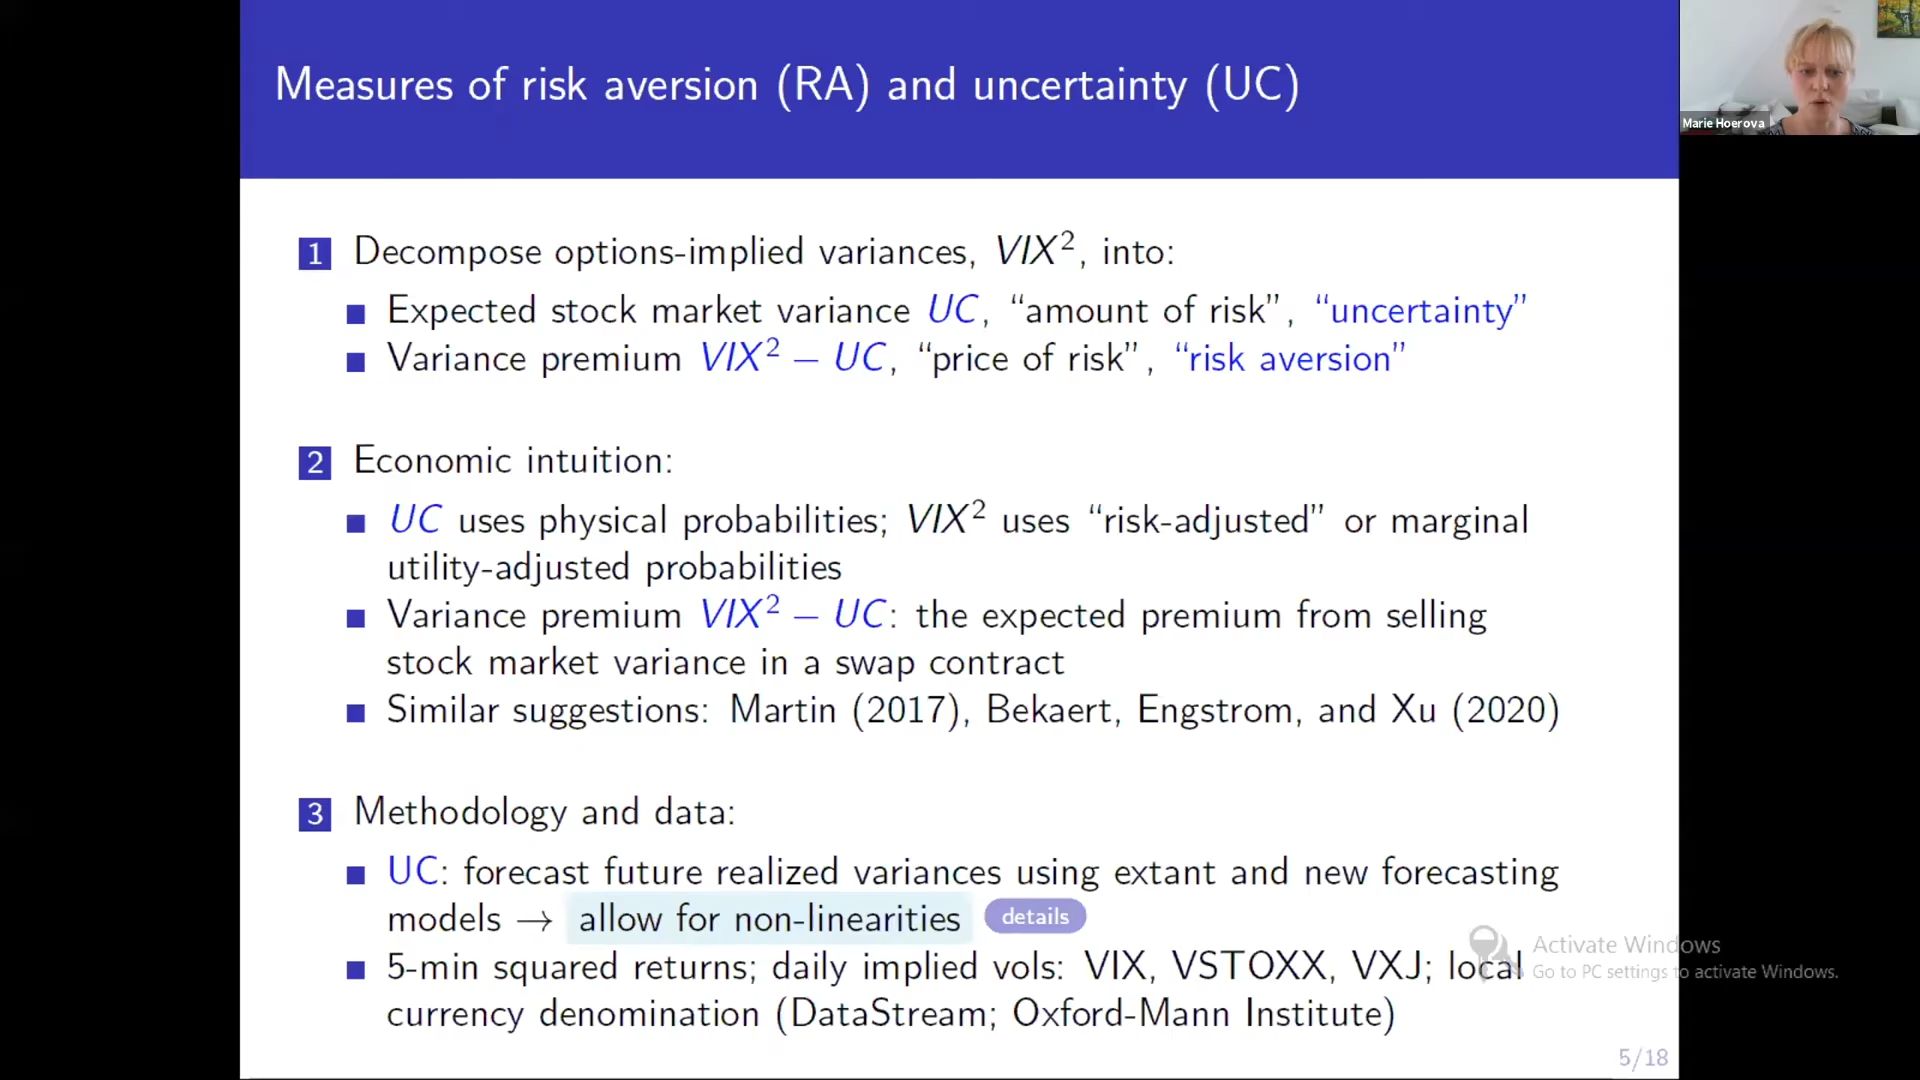 Measures of risk aversion (RA) and uncertainty (UC)
Marie Hoerova
1 Decompose options-implied variances, VIX², into:
Expected stock market variance UC, “amount of risk”, “uncertainty”
Variance premium VIX² − UC, “price of risk”, “risk aversion”
2 Economic intuition:
UC uses physical probabilities; VIX² uses “risk-adjusted” or marginal
utility-adjusted probabilities
Variance premium VIX² − UC: the expected premium from selling
stock market variance in a swap contract
Similar suggestions: Martin (2017), Bekaert, Engstrom, and Xu (2020)
3 Methodology and data:
UC: forecast future realized variances using extant and new forecasting
models → allow for non-linearities details
5-min squared returns; daily implied vols: VIX, VSTOXX, VXJ; local
currency denomination (DataStream; Oxford-Mann Institute)
Activate Windows
Go to PC settings to activate Windows.
5/18